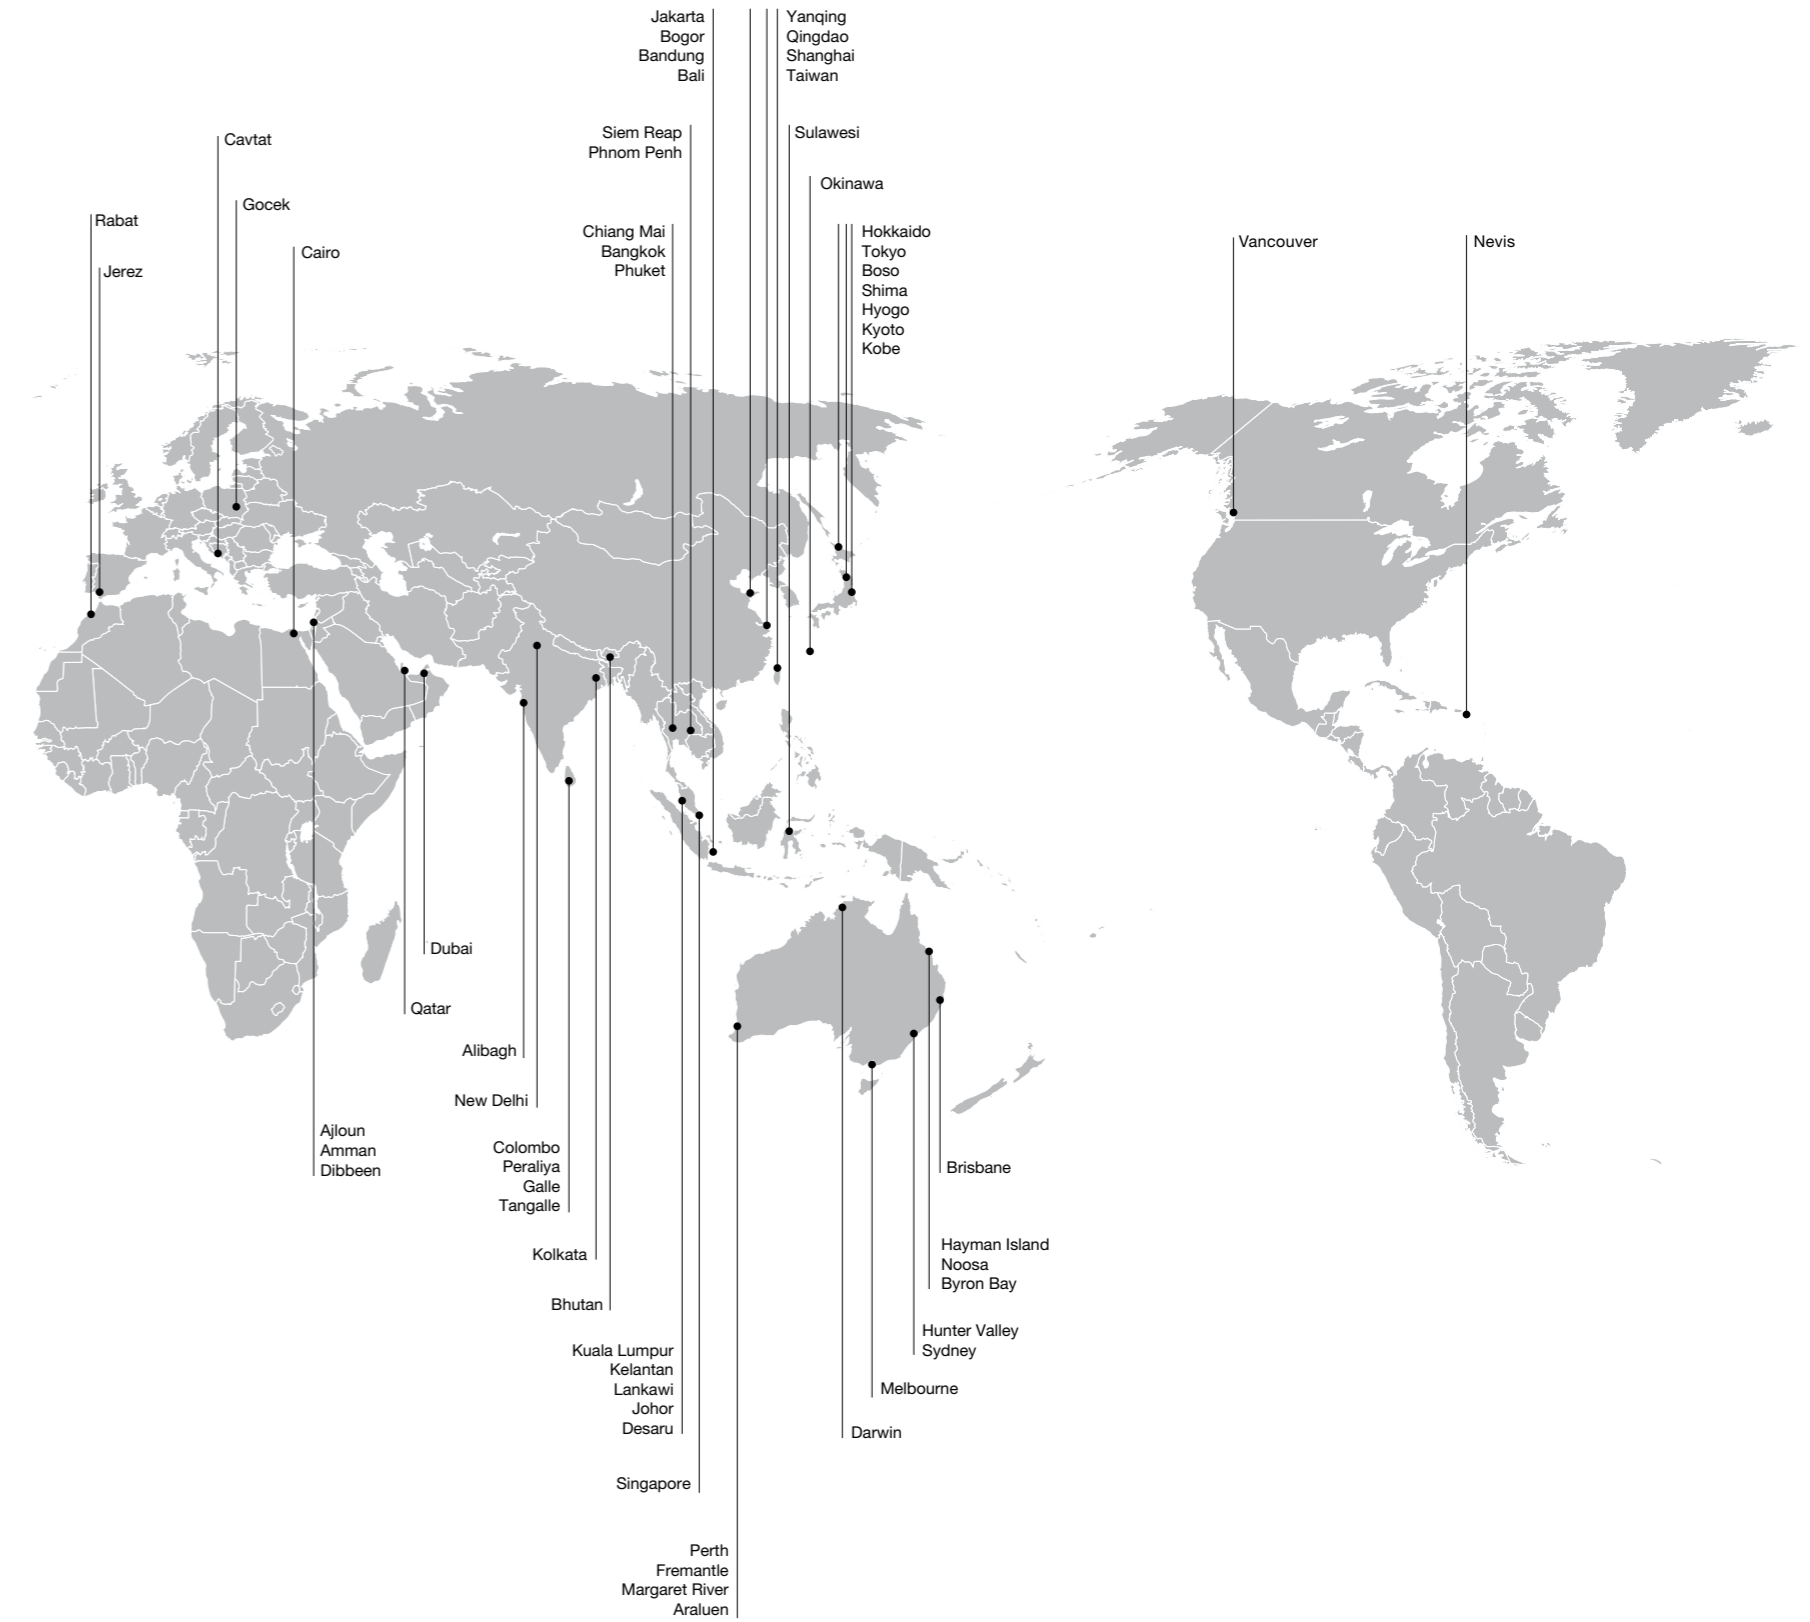 Jakarta
Bogor
Bandung
Bali
Yanqing
Qingdao
Shanghai
Taiwan
Siem Reap
Phnom Penh
Sulawesi
Cavtat
Okinawa
Gocek
Rabat
Chiang Mai
Bangkok
Phuket
Hokkaido
Tokyo
Boso
Shima
Hyogo
Kyoto
Kobe
Vancouver
Nevis
Cairo
Jerez
Dubai
Qatar
Alibagh
New Delhi
Ajloun
Amman
Dibbeen
Colombo
Peraliya
Galle
Tangalle
Brisbane
Kolkata
Hayman Island
Noosa
Byron Bay
Bhutan
Hunter Valley
Sydney
Kuala Lumpur
Kelantan
Lankawi
Johor
Desaru
Melbourne
Darwin
Singapore
Perth
Fremantle
Margaret River
Araluen